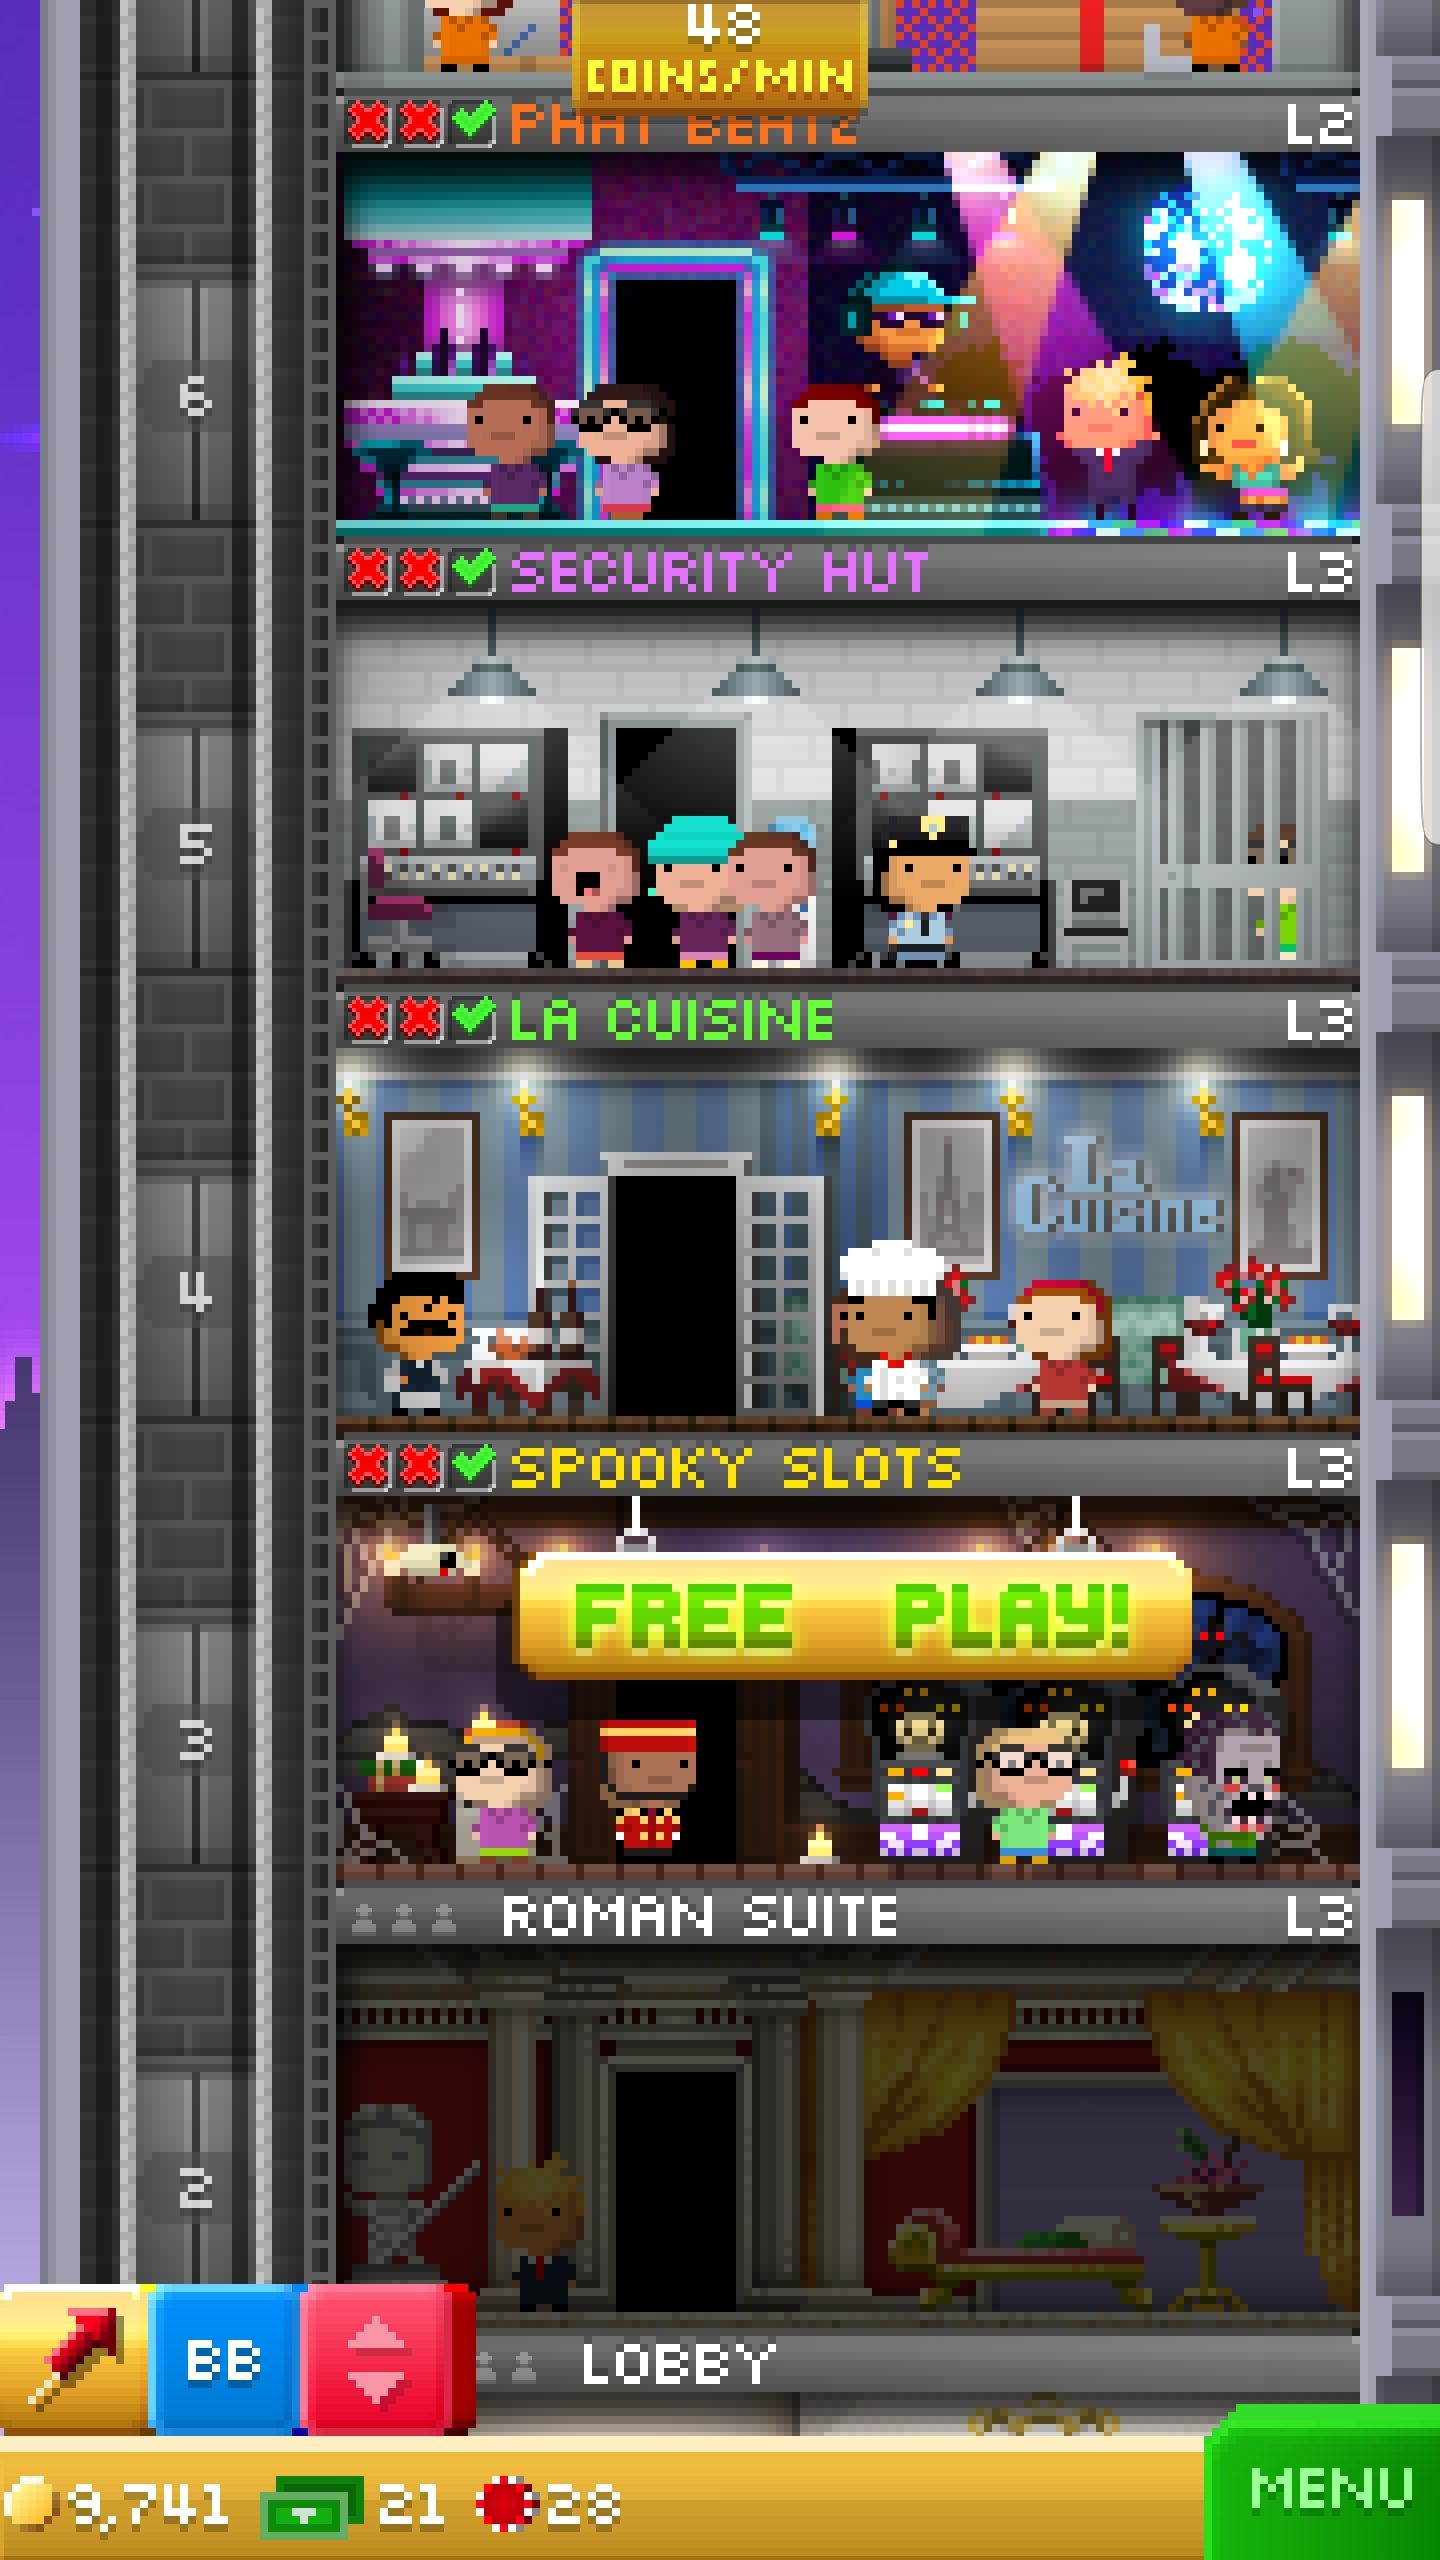 48
COINS/MIN
PHAT BEATZ
L2
6
SECURITY HUT
L3
5
LA CUISINE
L3
La
Cuisine
4
SPOOKY SLOTS
L3
FREE PLAY!
3
ROMAN SUITE
L3
2
BB
LOBBY
9,741
21
28
MENU